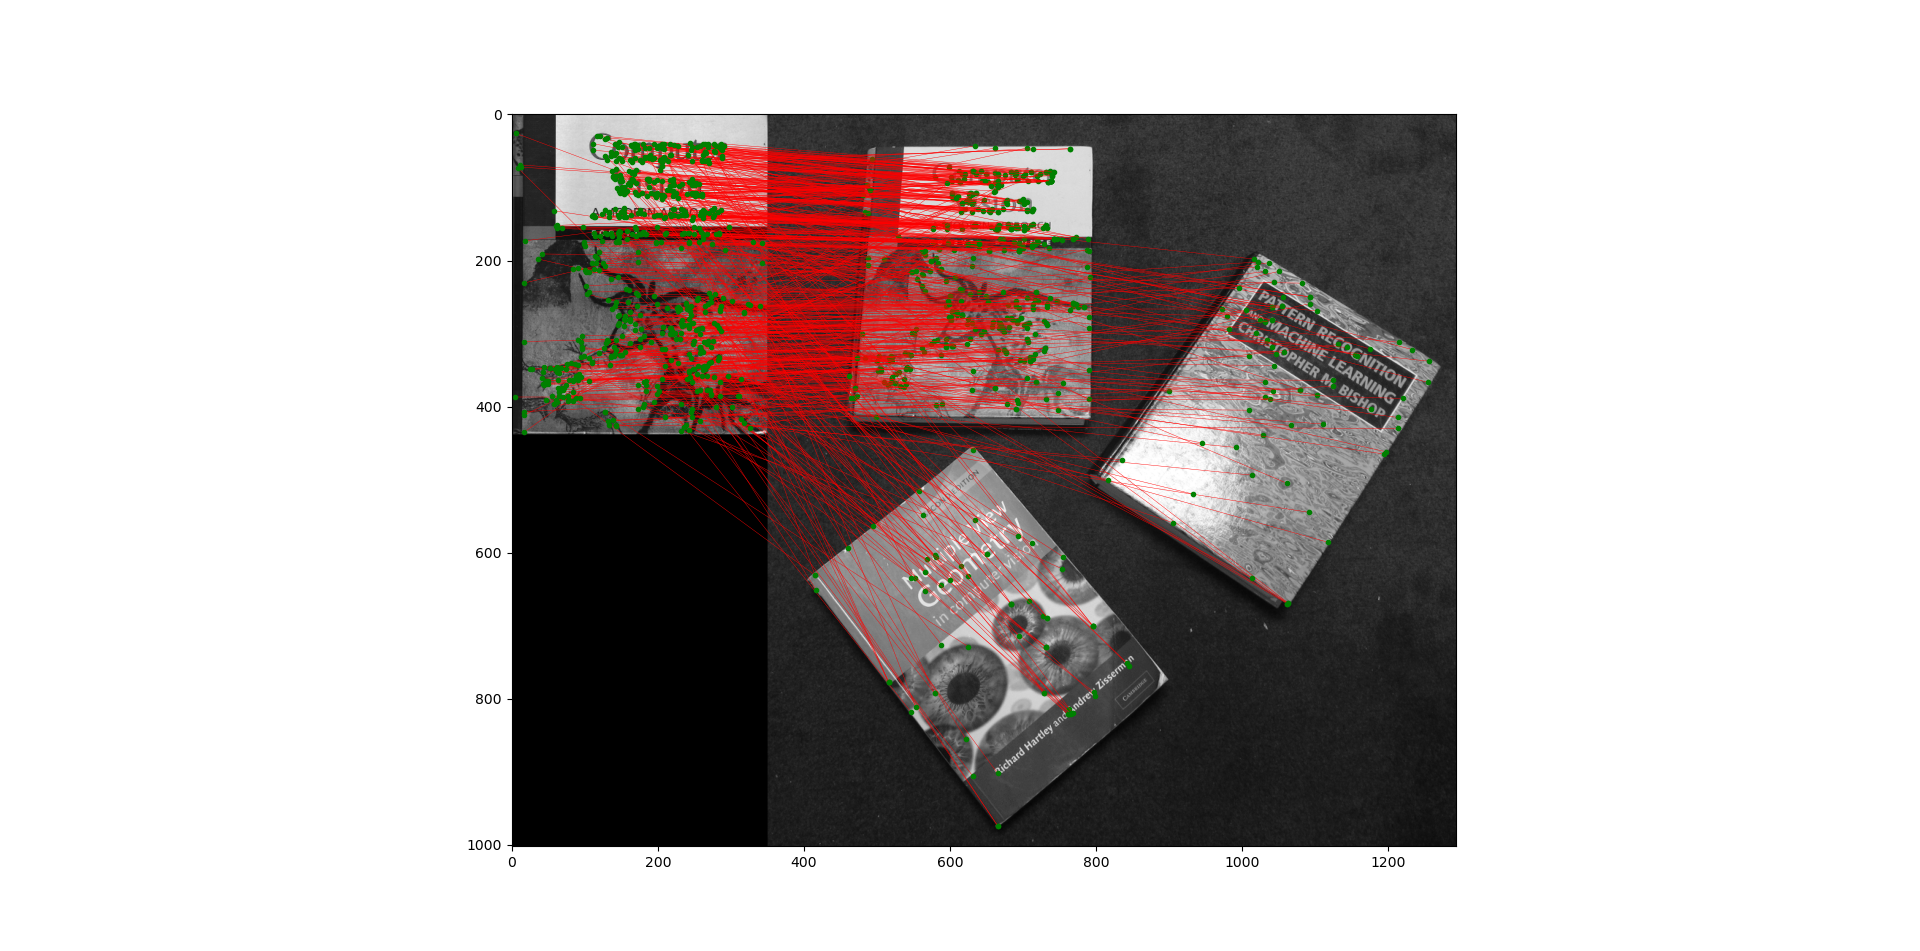 0
200
400
600
800
1000
0
200
400
600
800
1000
1200
PATTERN RECOGNITION
AND MACHINE LEARNING
CHRISTOPHER M. BISHOP
Multiple View
Geometry
in computer vision
Richard Hartley and Andrew Zisserman
CAMBRIDGE